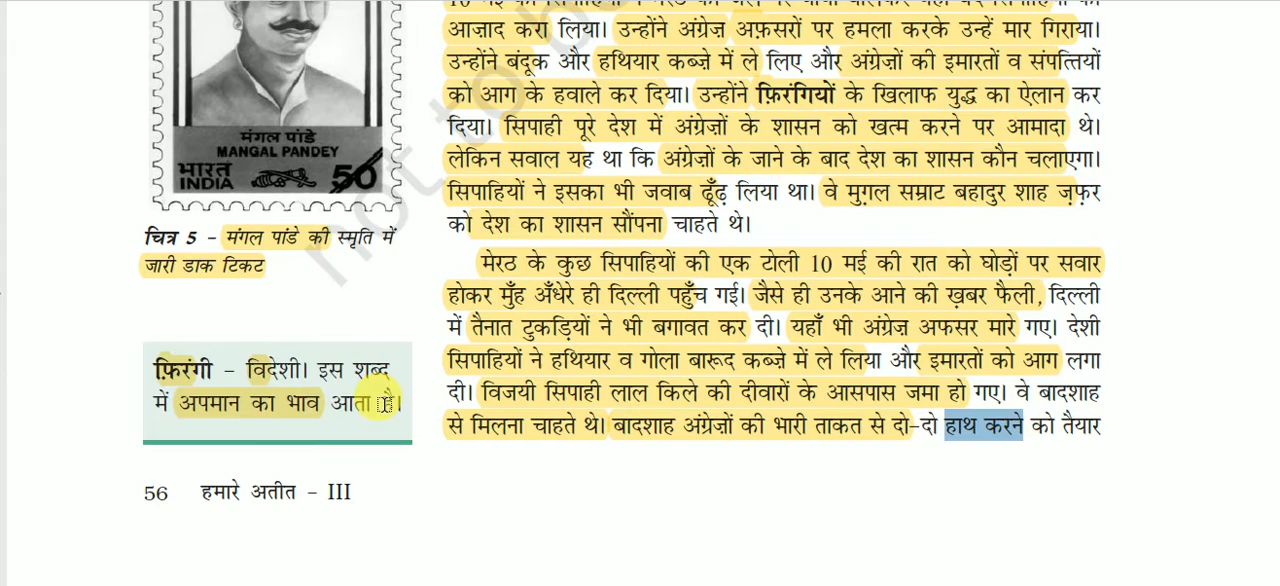 मंगल पांडे
MANGAL PANDEY
भारत
INDIA
50
चित्र 5 – मंगल पांडे की स्मृति में
जारी डाक टिकट
फ़िरंगी – विदेशी। इस शब्द
में अपमान का भाव आता है।
आज़ाद करा लिया। उन्होंने अंग्रेज़ अफ़सरों पर हमला करके उन्हें मार गिराया।
उन्होंने बंदूक और हथियार कब्ज़े में ले लिए और अंग्रेज़ों की इमारतों व संपत्तियों
को आग के हवाले कर दिया। उन्होंने फ़िरंगियों के खिलाफ युद्ध का ऐलान कर
दिया। सिपाही पूरे देश में अंग्रेज़ों के शासन को खत्म करने पर आमादा थे।
लेकिन सवाल यह था कि अंग्रेज़ों के जाने के बाद देश का शासन कौन चलाएगा।
सिपाहियों ने इसका भी जवाब ढूँढ़ लिया था। वे मुग़ल सम्राट बहादुर शाह ज़फ़र
को देश का शासन सौंपना चाहते थे।
मेरठ के कुछ सिपाहियों की एक टोली 10 मई की रात को घोड़ों पर सवार
होकर मुँह अँधेरे ही दिल्ली पहुँच गई। जैसे ही उनके आने की ख़बर फैली, दिल्ली
में तैनात टुकड़ियों ने भी बगावत कर दी। यहाँ भी अंग्रेज़ अफसर मारे गए। देशी
सिपाहियों ने हथियार व गोला बारूद कब्ज़े में ले लिया और इमारतों को आग लगा
दी। विजयी सिपाही लाल किले की दीवारों के आसपास जमा हो गए। वे बादशाह
से मिलना चाहते थे। बादशाह अंग्रेज़ों की भारी ताकत से दो-दो हाथ करने को तैयार
56 हमारे अतीत – III
not to b